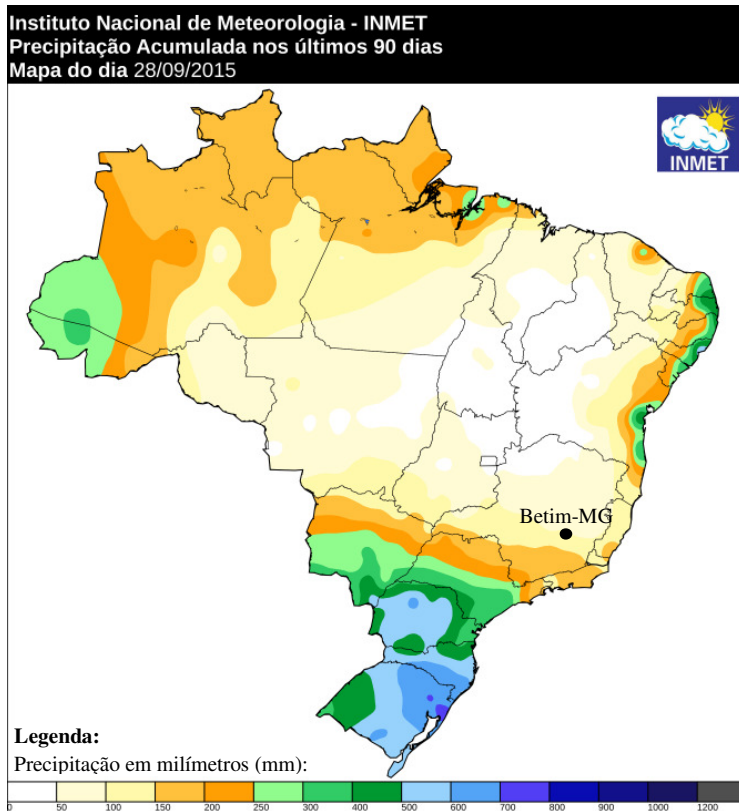 Instituto Nacional de Meteorologia - INMET
Precipitação Acumulada nos últimos 90 dias
Mapa do dia 28/09/2015
INMET
Betim-MG
Legenda:
Precipitação em milímetros (mm):
0 50 100 150 200 250 300 400 500 600 700 800 900 1000 1200